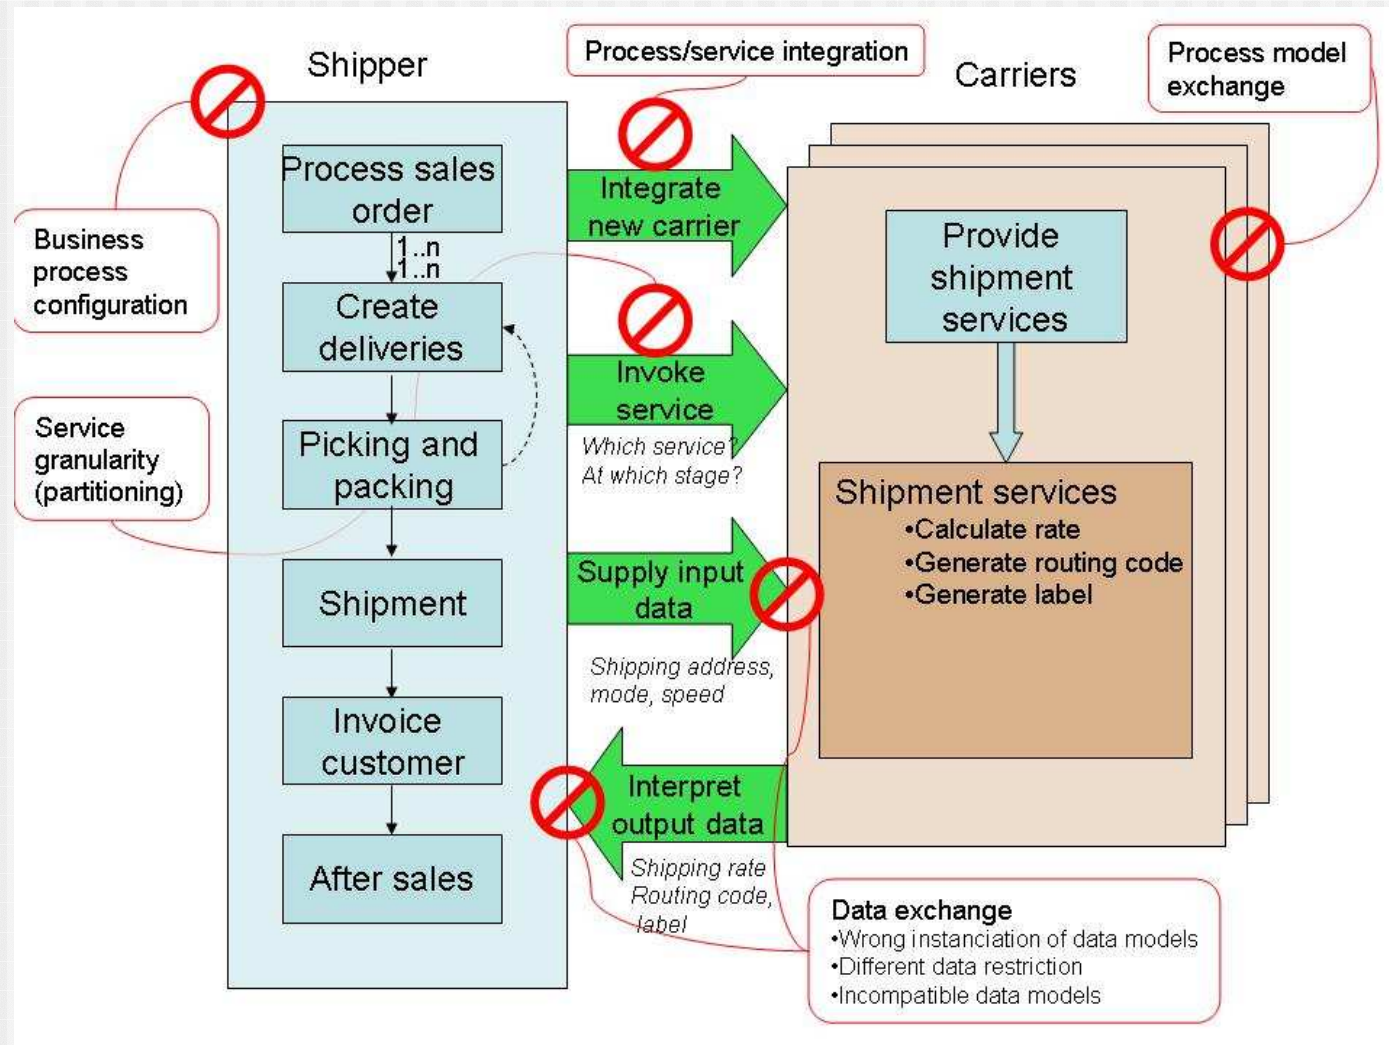 Shipper
Process/service integration
Carriers
Process model
exchange
Process sales
order
1..n
1..n
Create
deliveries
Picking and
packing
Shipment
Invoice
customer
After sales
Business
process
configuration
Service
granularity
(partitioning)
Integrate
new carrier
Invoke
service
Which service?
At which stage?
Supply input
data
Shipping address,
mode, speed
Interpret
output data
Shipping rate
Routing code,
label
Provide
shipment
services
Shipment services
•Calculate rate
•Generate routing code
•Generate label
Data exchange
•Wrong instanciation of data models
•Different data restriction
•Incompatible data models